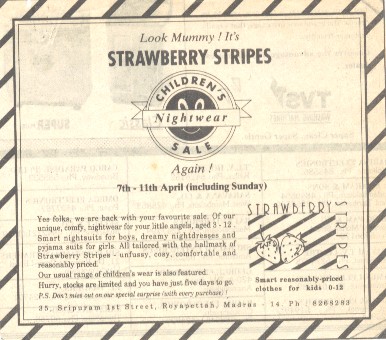 Look Mummy ! It's
STRAWBERRY STRIPES
CHILDREN'S
Nightwear
SALE
Again !
7th - 11th April (including Sunday)
Yes folks, we are back with your favourite sale. Of our
unique, comfy, nightwear for your little angels, aged 3 - 12 .
Smart nightsuits for boys, dreamy nightdresses and
pyjama suits for girls. All tailored with the hallmark of
Strawberry Stripes - unfussy, cosy, comfortable and
reasonably priced.
Our usual range of children's wear is also featured.
Hurry, stocks are limited and you have just five days to go.
P.S. Don't miss out on our special surprise (with every purchase) !
STRAWBERRY
STRIPES
Smart reasonably-priced
clothes for kids 0-12
35, Sripuram 1st Street, Royapettah, Madras - 14. Ph : 8268283